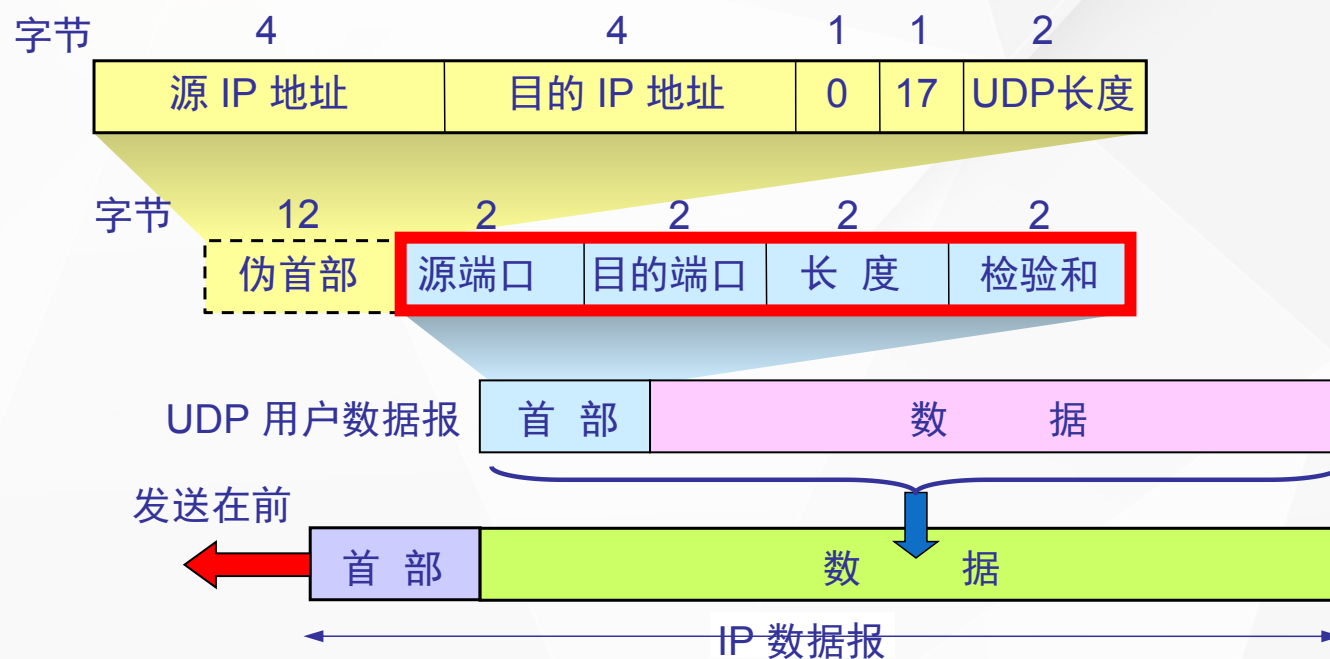 字节 4 4 1 1 2
源 IP 地址 目的 IP 地址 0 17 UDP长度
字节 12 2 2 2 2
伪首部 源端口 目的端口 长 度 检验和
UDP 用户数据报 首 部 数 据
发送在前
首 部 数 据
IP 数据报